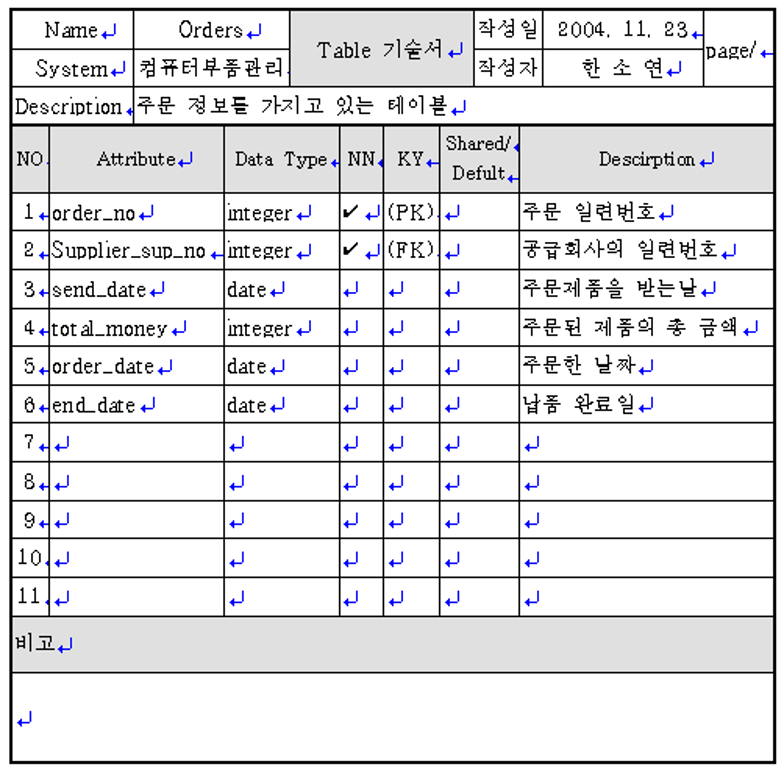 Name Orders Table 기술서 작성일 2004. 11. 23 page/
System 컴퓨터부품관리 작성자 한 소 연
Description 주문 정보를 가지고 있는 테이블
NO Attribute Data Type NN KY Shared/ Defult Descirption
1 order_no integer ✔ (PK) 주문 일련번호
2 Supplier_sup_no integer ✔ (FK) 공급회사의 일련번호
3 send_date date 주문제품을 받는날
4 total_money integer 주문된 제품의 총 금액
5 order_date date 주문한 날짜
6 end_date date 납품 완료일
7
8
9
10
11
비고